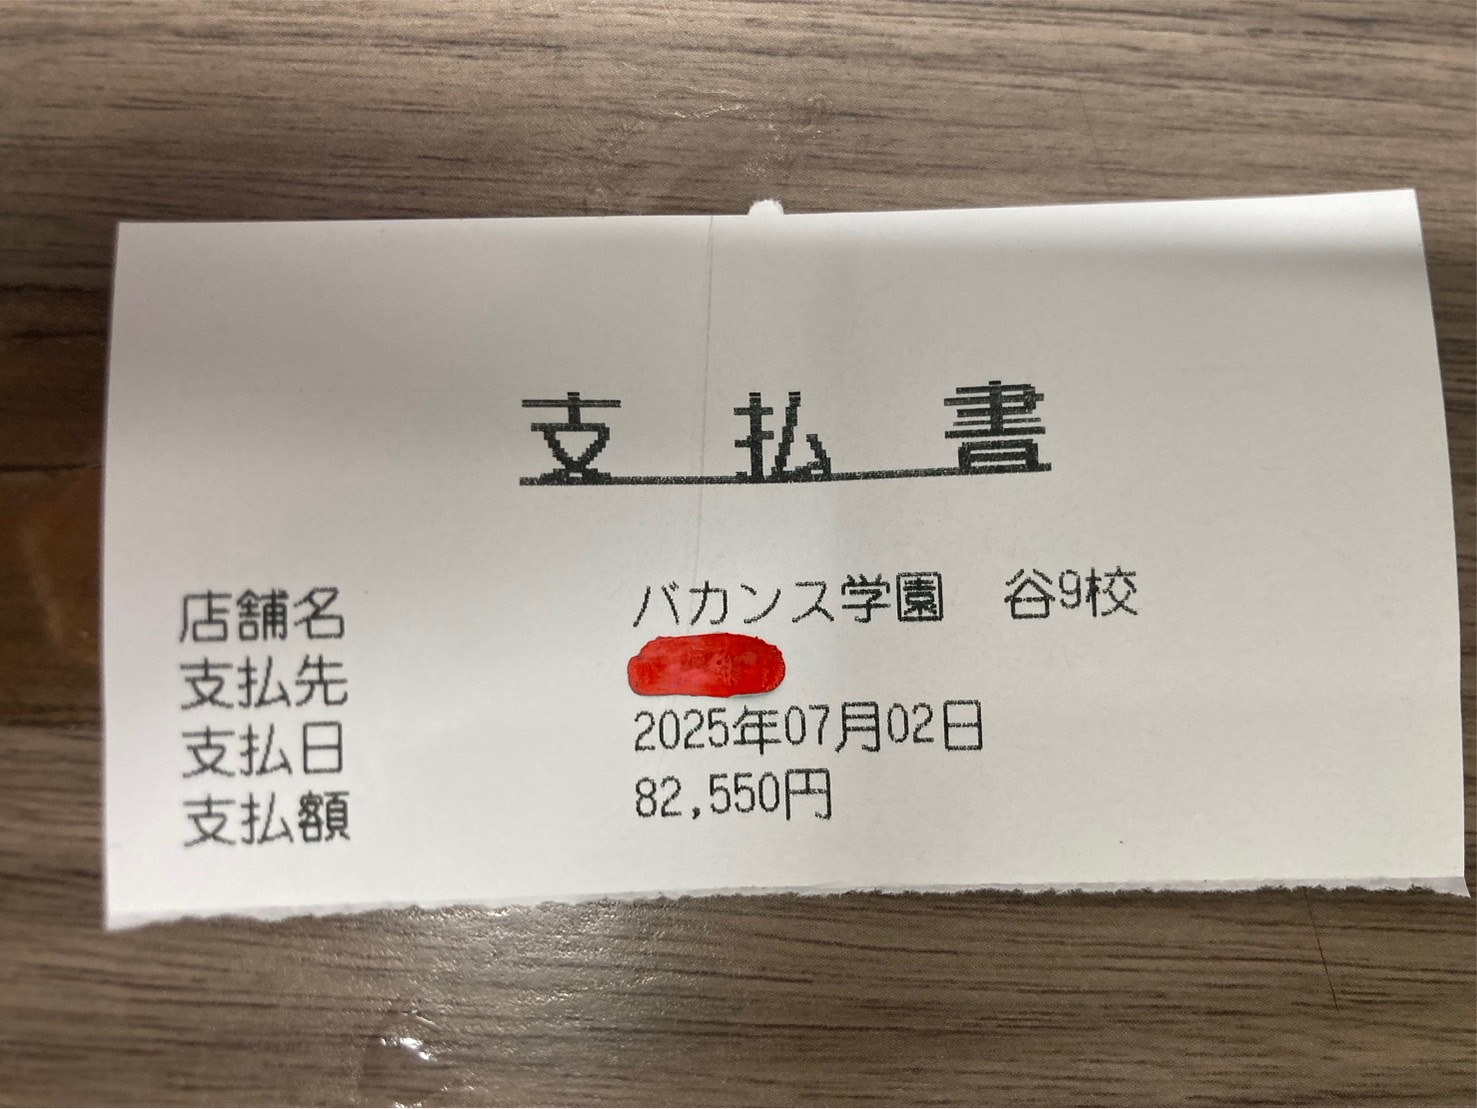 支払書
店舗名 バカンス学園 谷9校
支払先
支払日 2025年07月02日
支払額 82,550円